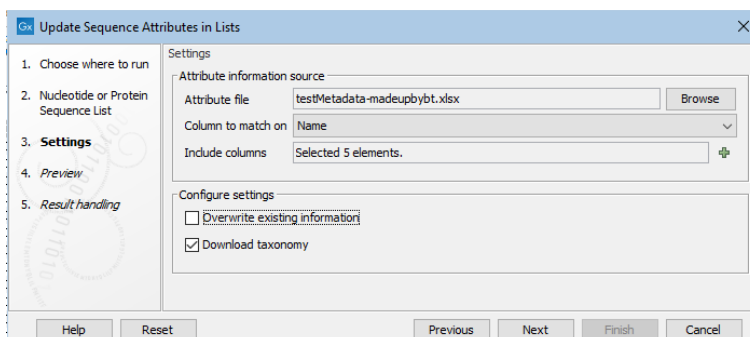 Gx Update Sequence Attributes in Lists
1. Choose where to run
2. Nucleotide or Protein
Sequence List
3. Settings
4. Preview
5. Result handling
Settings
Attribute information source
Attribute file testMetadata-madeupbybt.xlsx Browse
Column to match on Name
Include columns Selected 5 elements.
Configure settings
Overwrite existing information
Download taxonomy
Help Reset Previous Next Finish Cancel